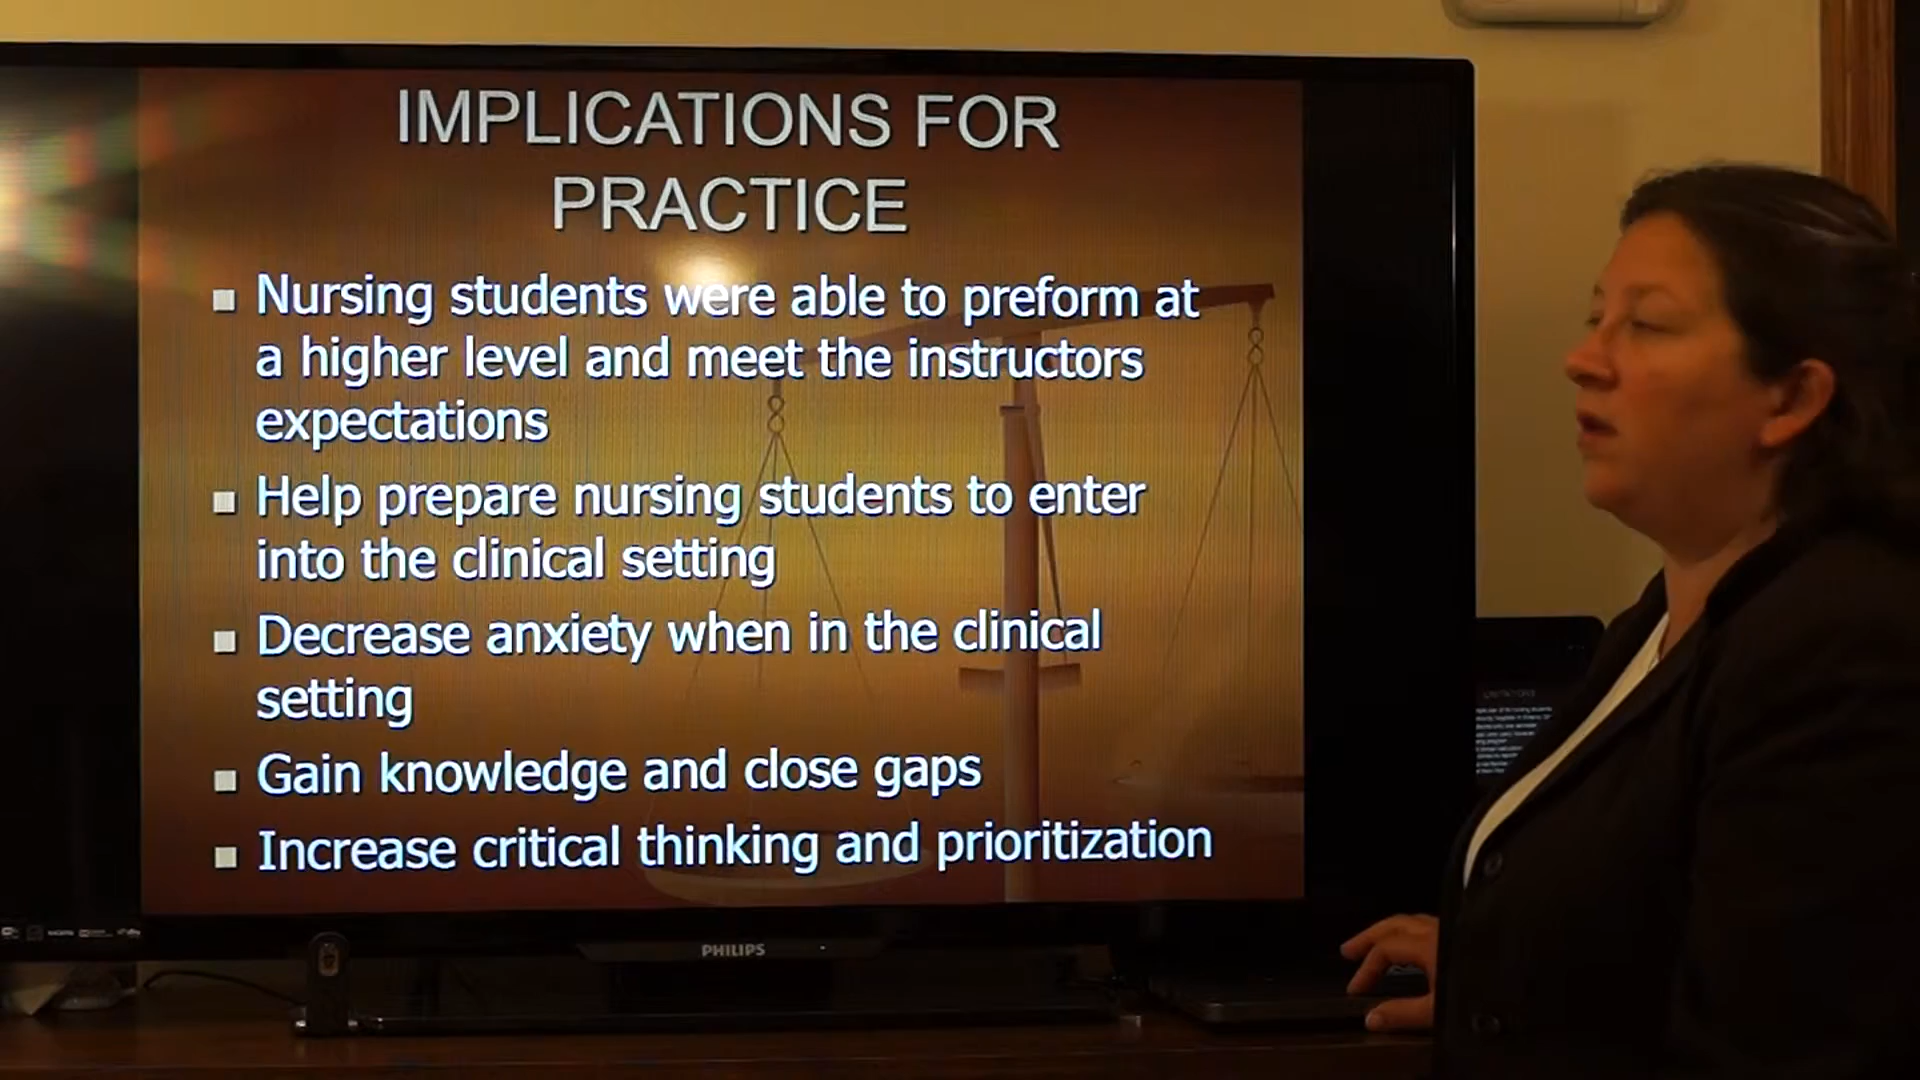 IMPLICATIONS FOR
PRACTICE
Nursing students were able to preform at
a higher level and meet the instructors
expectations
Help prepare nursing students to enter
into the clinical setting
Decrease anxiety when in the clinical
setting
Gain knowledge and close gaps
Increase critical thinking and prioritization
PHILIPS